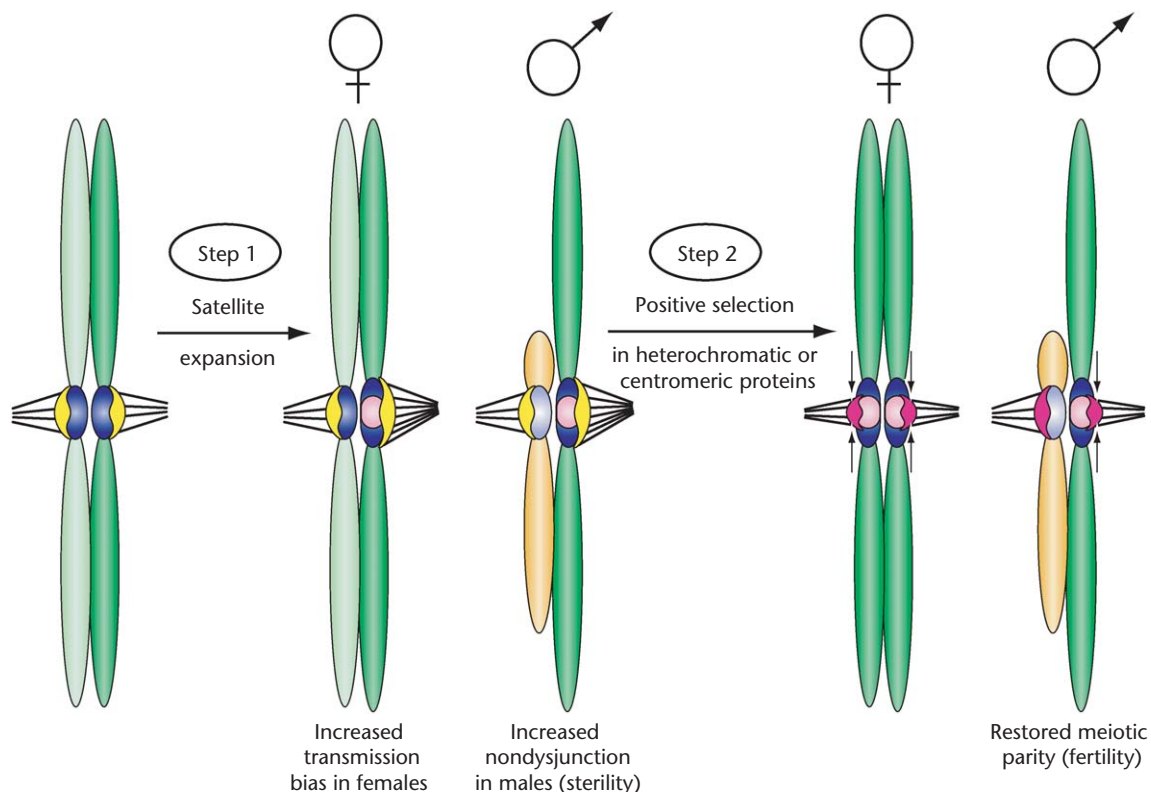 Step 1
Satellite
expansion
Step 2
Positive selection
in heterochromatic or
centromeric proteins
Increased
transmission
bias in females
Increased
nondysjunction
in males (sterility)
Restored meiotic
parity (fertility)